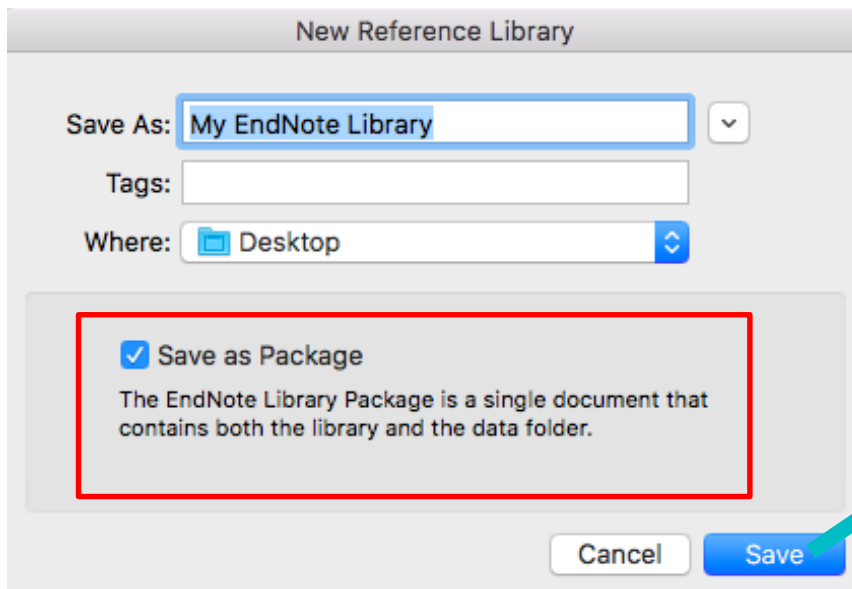 New Reference Library
Save As: My EndNote Library
Tags:
Where: Desktop
Save as Package
The EndNote Library Package is a single document that
contains both the library and the data folder.
Cancel Save